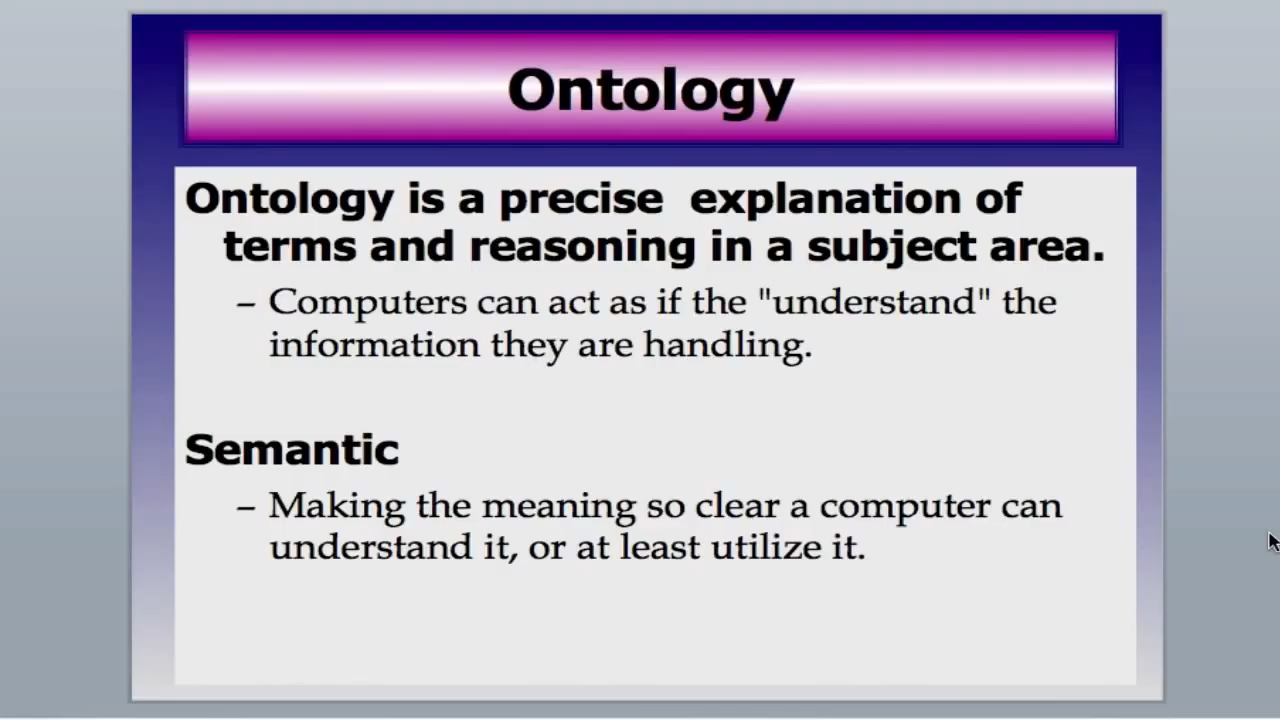 Ontology
Ontology is a precise explanation of
terms and reasoning in a subject area.
– Computers can act as if the "understand" the
information they are handling.
Semantic
– Making the meaning so clear a computer can
understand it, or at least utilize it.